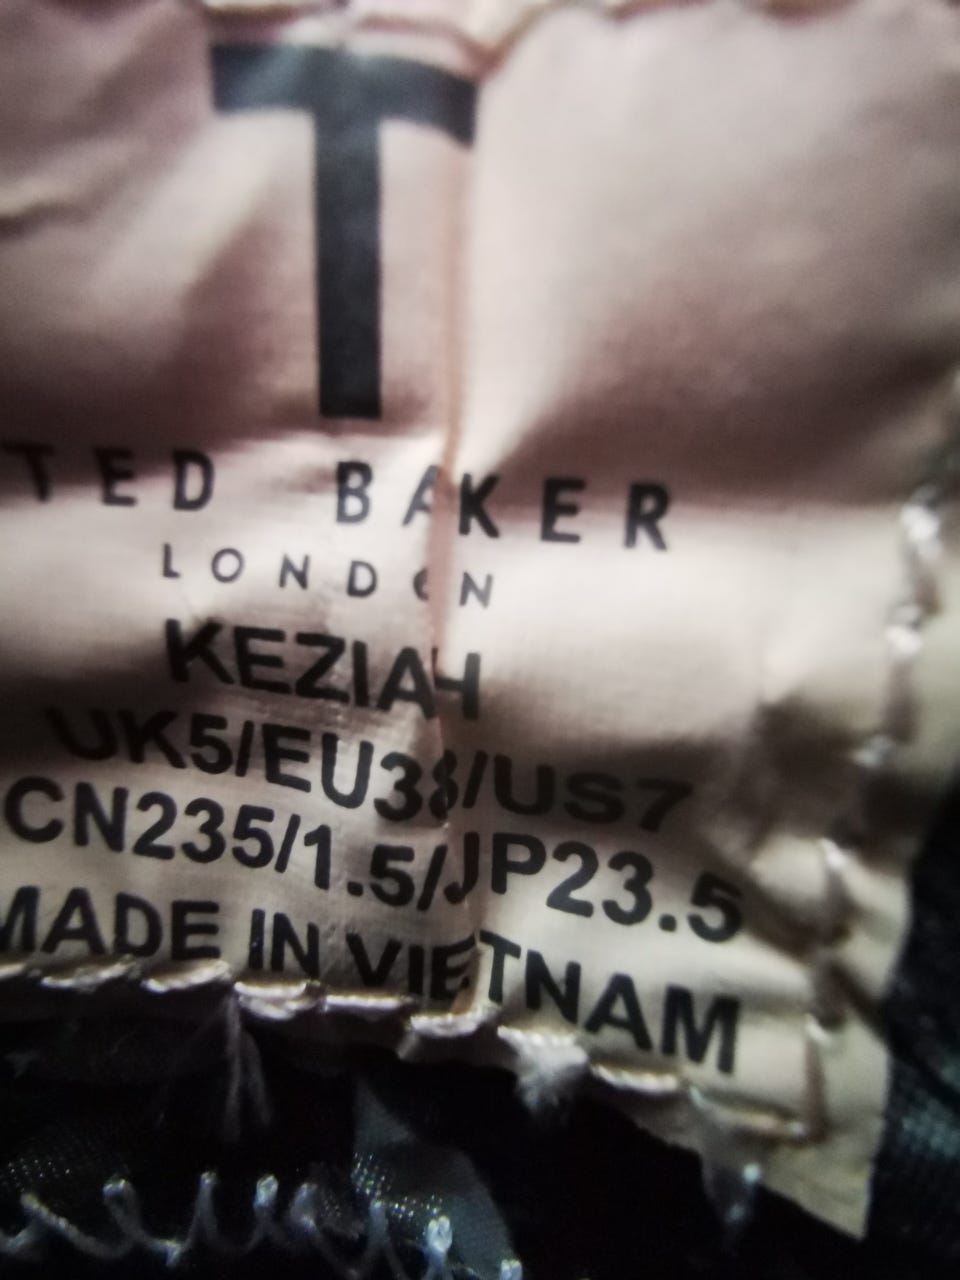 T
TED BAKER
LONDON
KEZIAH
UK5/EU38/US7
CN235/1.5/JP23.5
MADE IN VIETNAM